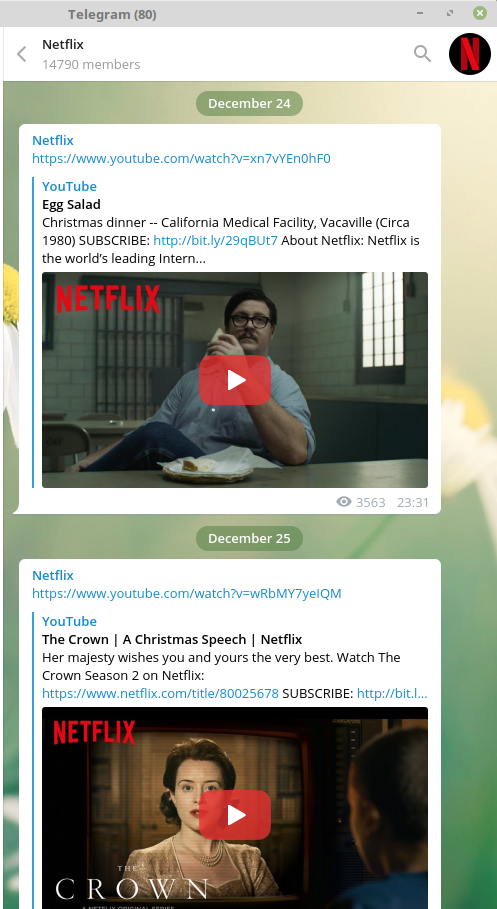 Telegram (80)
Netflix
14790 members
N
December 24
Netflix
https://www.youtube.com/watch?v=xn7vYEn0hF0
YouTube
Egg Salad
Christmas dinner -- California Medical Facility, Vacaville (Circa
1980) SUBSCRIBE: http://bit.ly/29qBUt7 About Netflix: Netflix is
the world’s leading Intern...
NETFLIX
3563 23:31
December 25
Netflix
https://www.youtube.com/watch?v=wRbMY7yeIQM
YouTube
The Crown | A Christmas Speech | Netflix
Her majesty wishes you and yours the very best. Watch The
Crown Season 2 on Netflix:
https://www.netflix.com/title/80025678 SUBSCRIBE: http://bit.l...
NETFLIX
THE
CROWN
A NETFLIX ORIGINAL SERIES